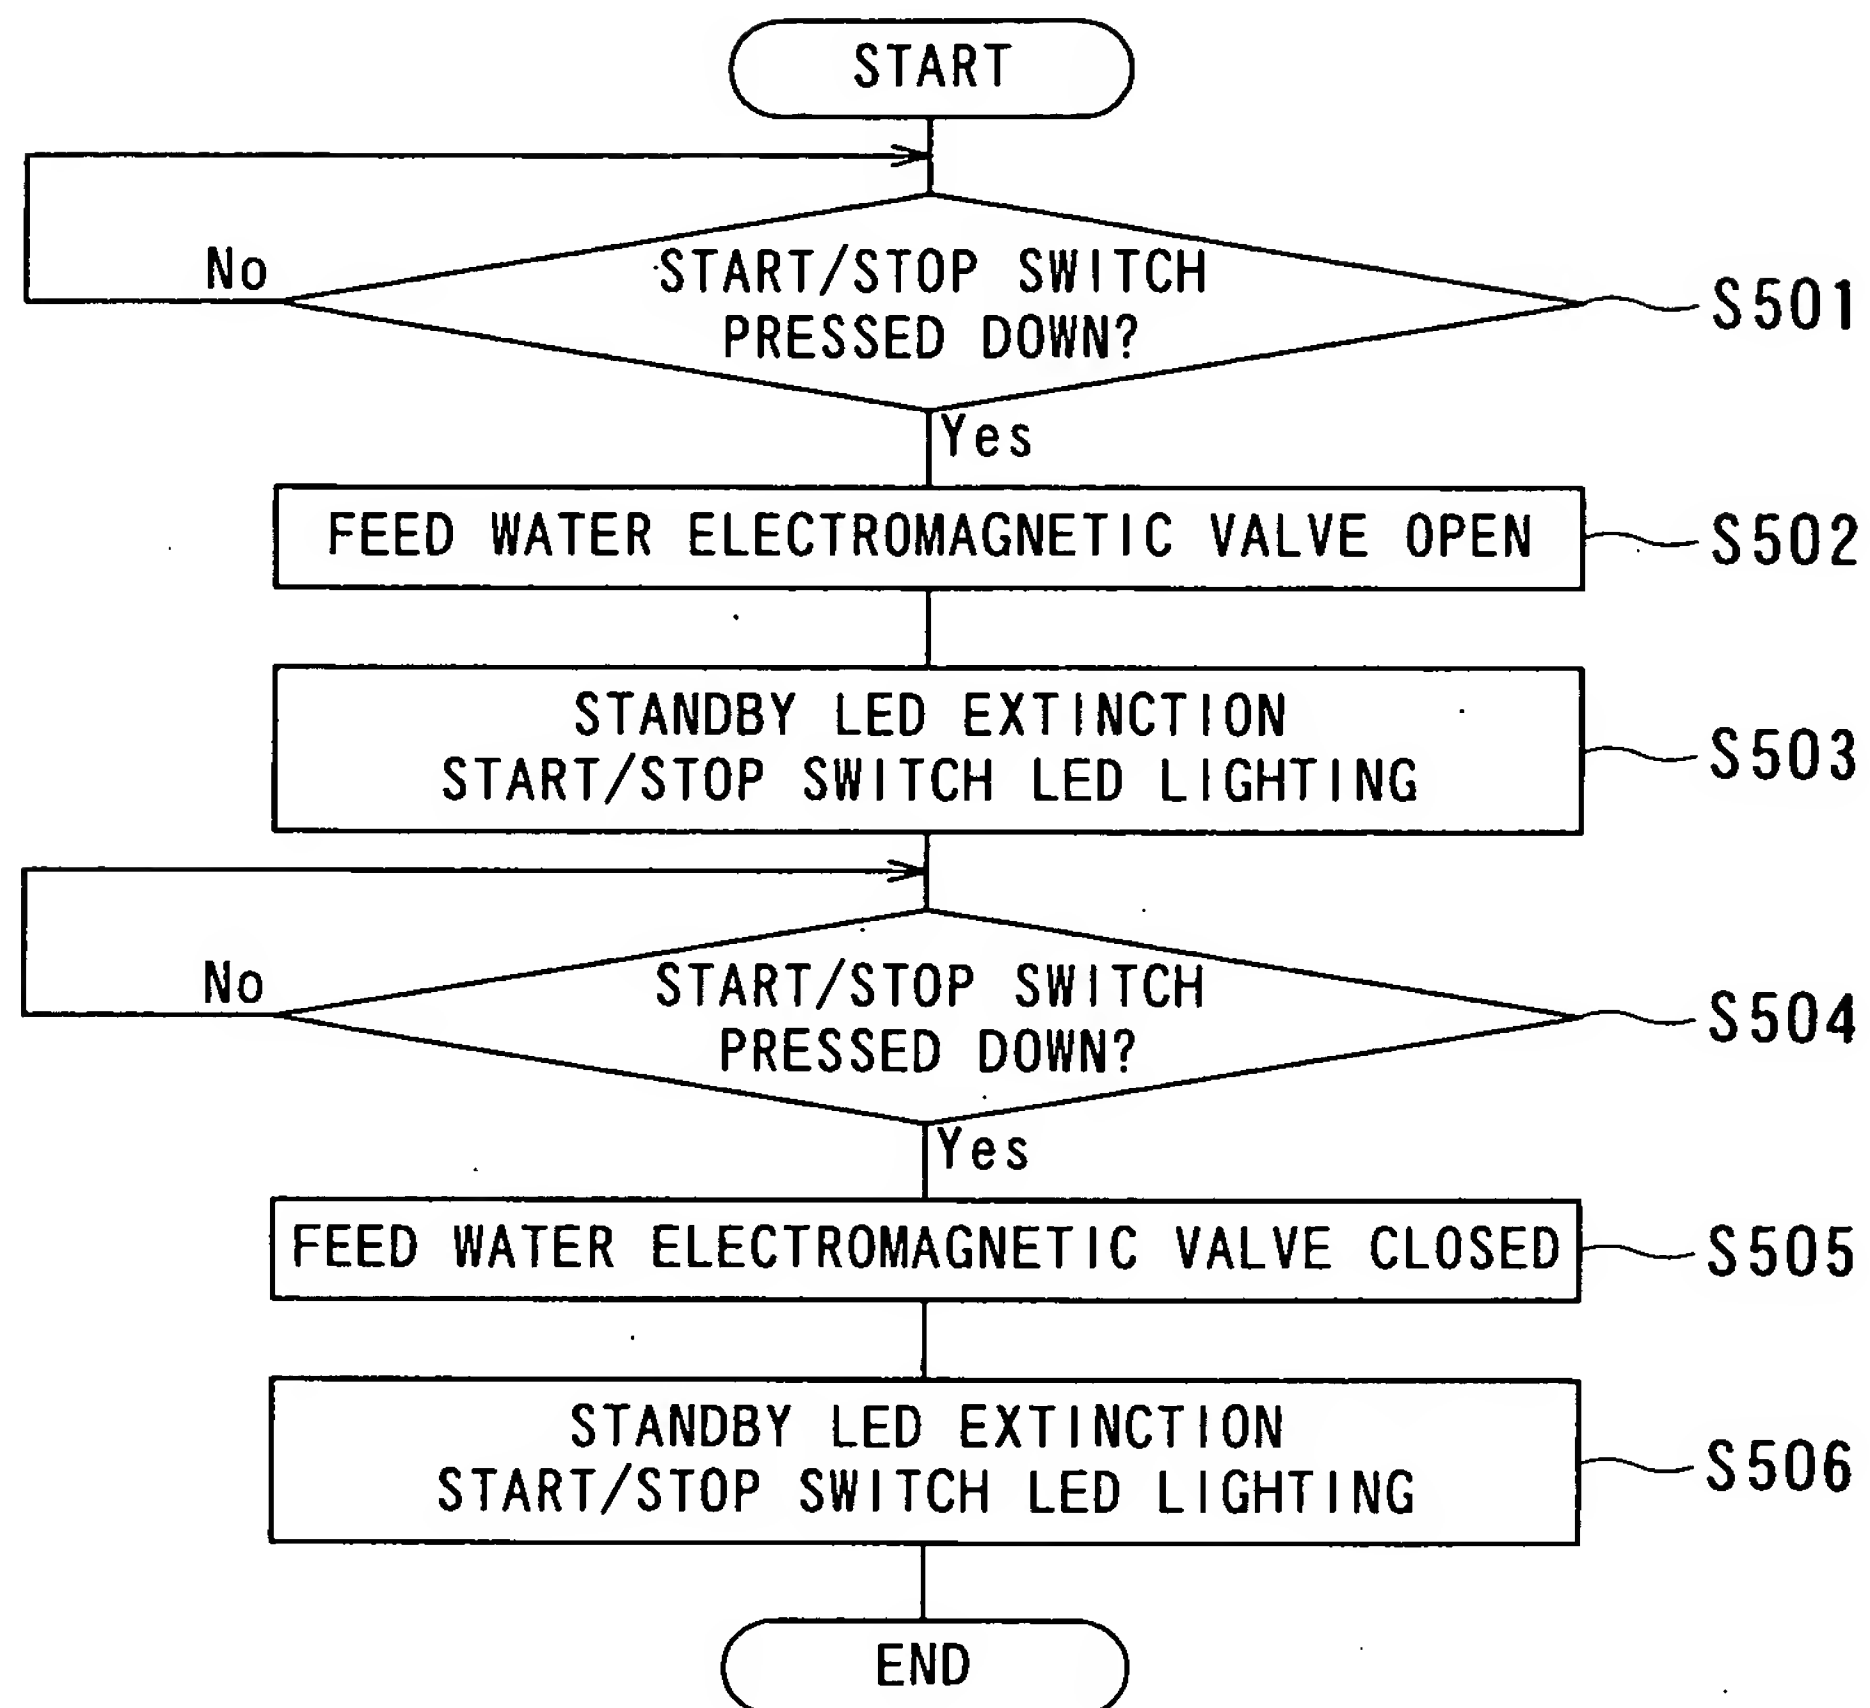 START
No
START/STOP SWITCH
PRESSED DOWN?
S501
Yes
FEED WATER ELECTROMAGNETIC VALVE OPEN
S502
STANDBY LED EXTINCTION
START/STOP SWITCH LED LIGHTING
S503
No
START/STOP SWITCH
PRESSED DOWN?
S504
Yes
FEED WATER ELECTROMAGNETIC VALVE CLOSED
S505
STANDBY LED EXTINCTION
START/STOP SWITCH LED LIGHTING
S506
END